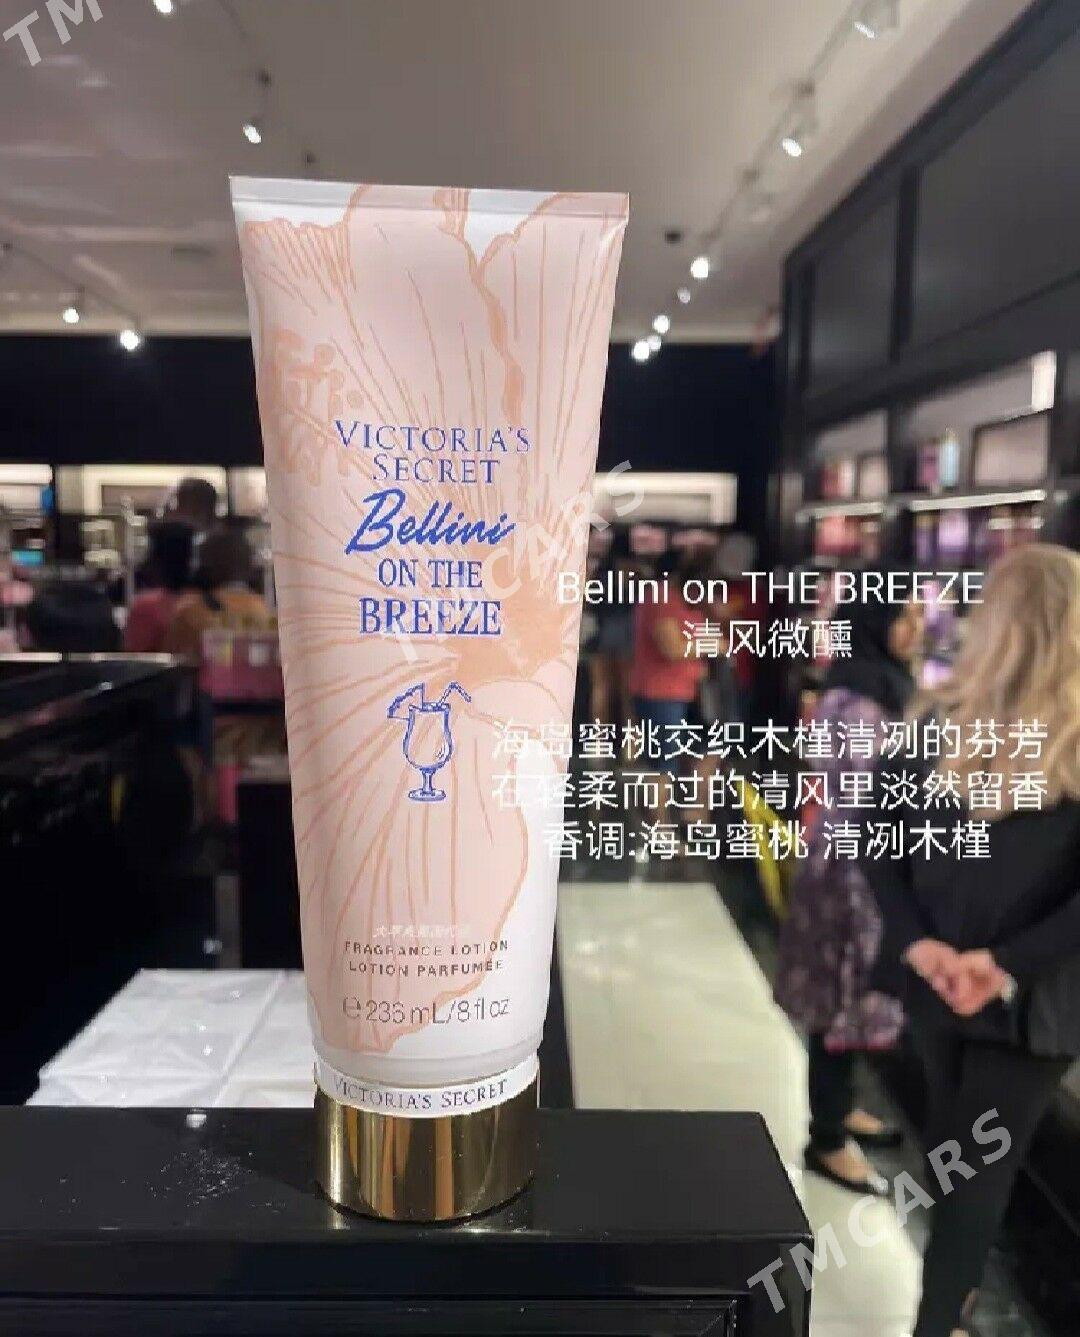 TM
VICTORIA'S
SECRET
Bellini
ON THE
BREEZE
TMCARS
Bellini on THE BREEZE
清风微醺
海岛蜜桃交织木槿清冽的芬芳
在轻柔而过的清风里淡然留香
香调:海岛蜜桃 清冽木槿
FRAGRANCE LOTION
LOTION PARFUMÉE
℮236 mL/8 fl oz
VICTORIA'S SECRET
TMCARS